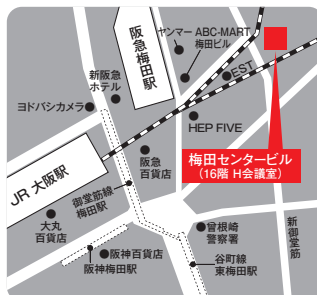 阪急梅田駅
ヤンマー ABC-MART
梅田ビル
新阪急
ホテル
EST
ヨドバシカメラ
HEP FIVE
梅田センタービル
(16階 H会議室)
阪急
百貨店
JR 大阪駅
御堂筋線
梅田駅
大丸
百貨店
新御堂筋
曽根崎
警察署
阪神百貨店
阪神梅田駅
谷町線
東梅田駅